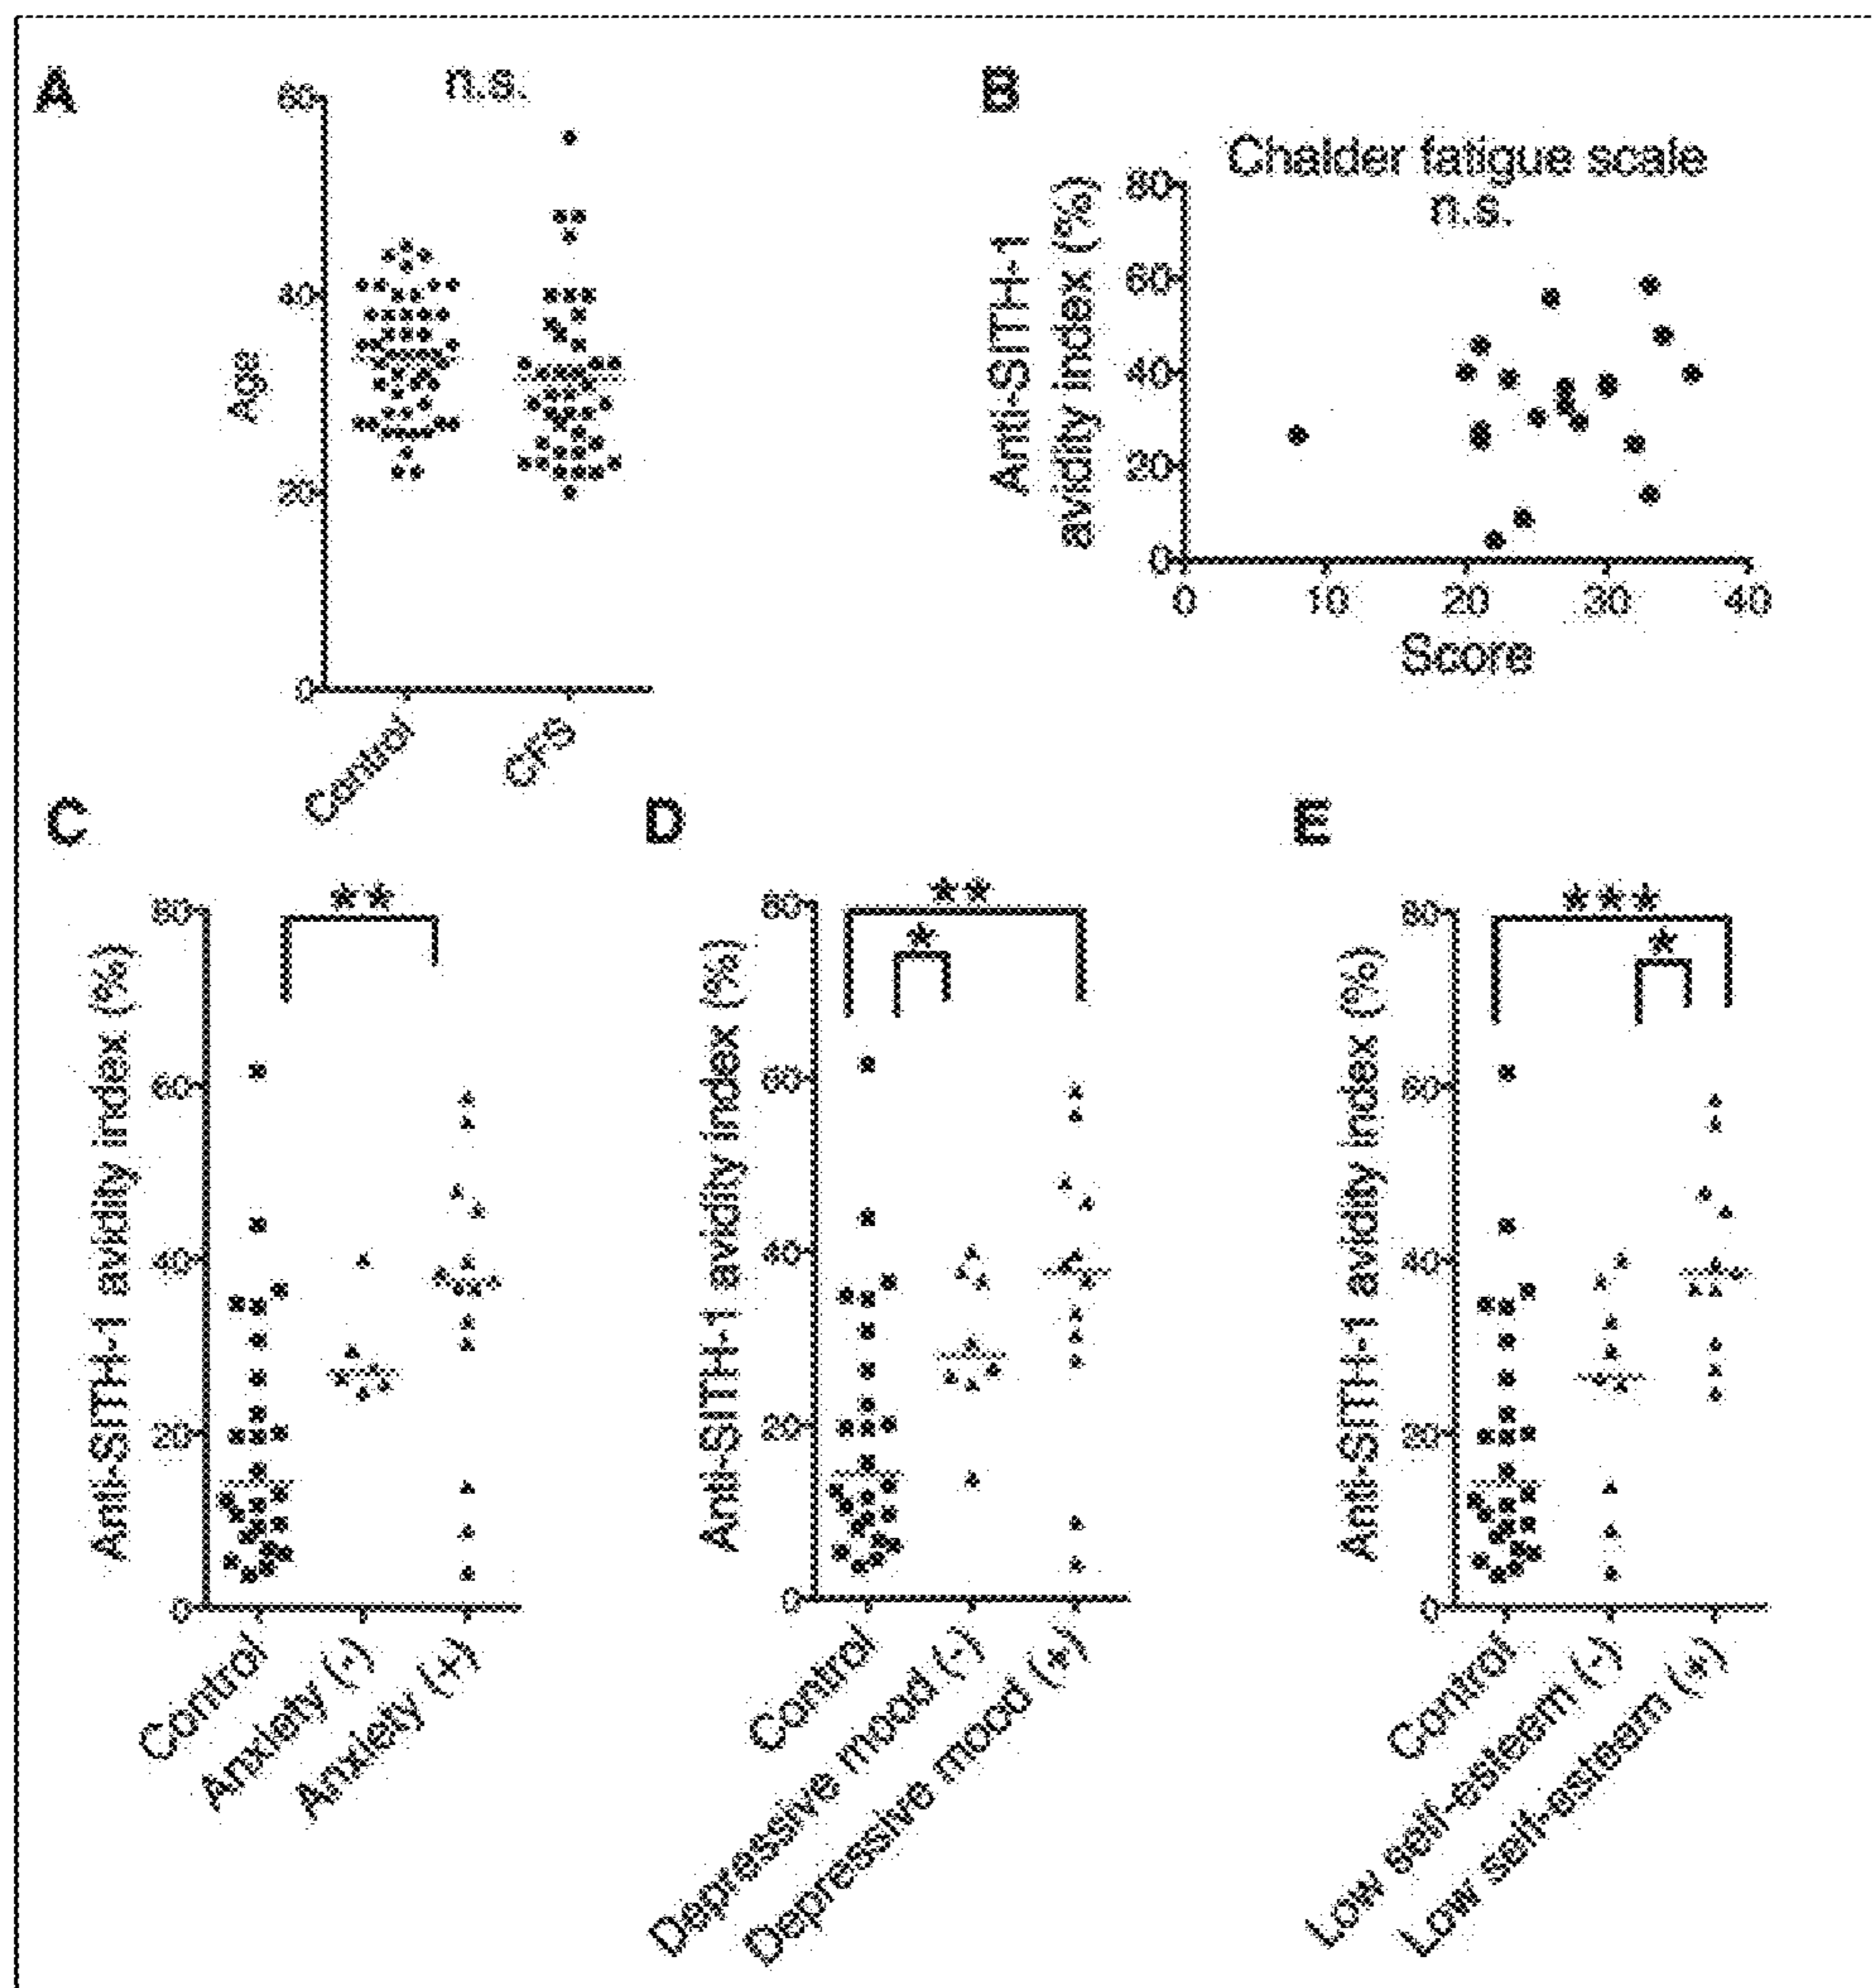 A
n.s.
60
40
20
0
Age
Control
CFS
B
Chalder fatigue scale
n.s.
Anti-SITH-1
avidity index (%)
80
60
40
20
0
0 10 20 30 40
Score
C
**
Anti-SITH-1 avidity index (%)
80
60
40
20
0
Control
Anxiety (-)
Anxiety (+)
D
**
*
Anti-SITH-1 avidity index (%)
80
60
40
20
0
Control
Depressive mood (-)
Depressive mood (+)
E
***
*
Anti-SITH-1 avidity index (%)
80
60
40
20
0
Control
Low self-esteem (-)
Low self-esteem (+)